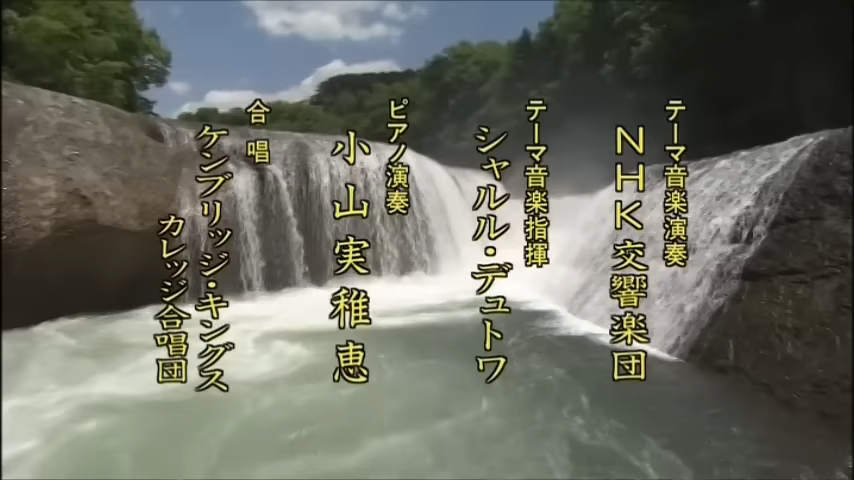 テーマ音楽演奏
NHK交響楽団
テーマ音楽指揮
シャルル・デュトワ
ピアノ演奏
小山実稚恵
合唱
ケンブリッジ・キングス
カレッジ合唱団